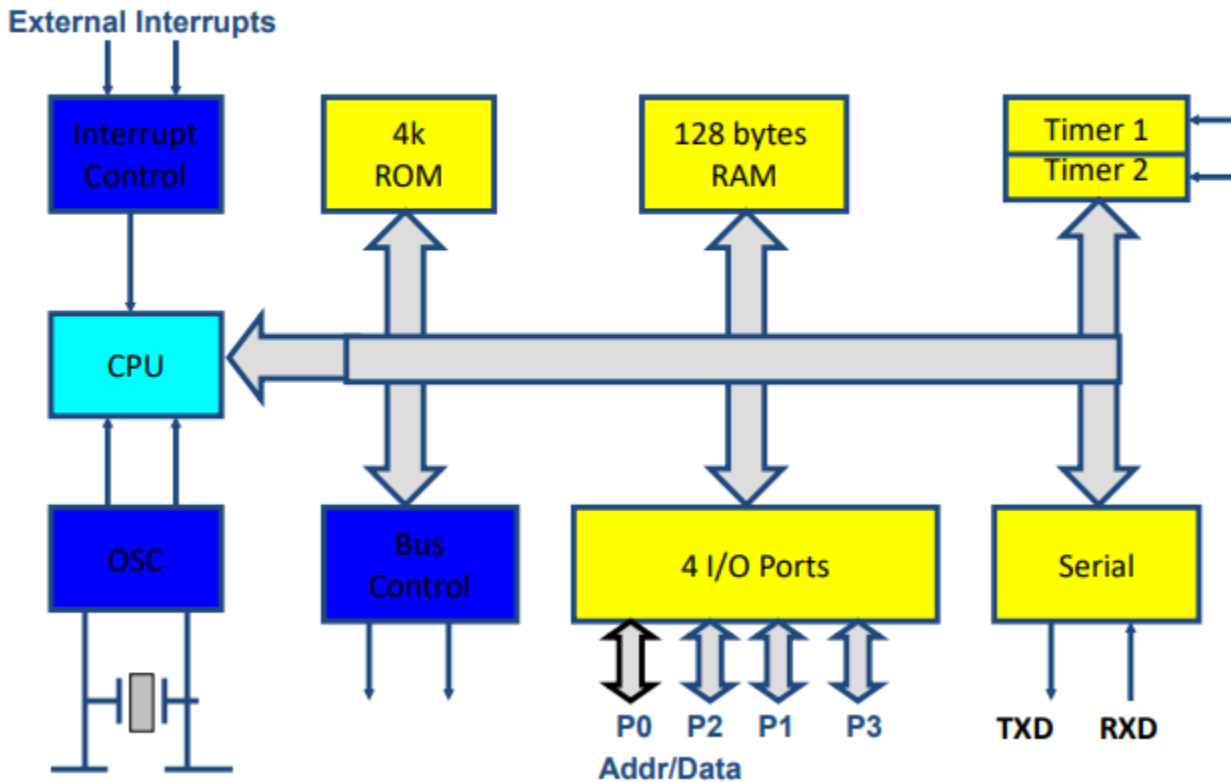 External Interrupts
Interrupt
Control
4k
ROM
128 bytes
RAM
Timer 1
Timer 2
CPU
OSC
Bus
Control
4 I/O Ports
Serial
P0 P2 P1 P3
Addr/Data
TXD RXD